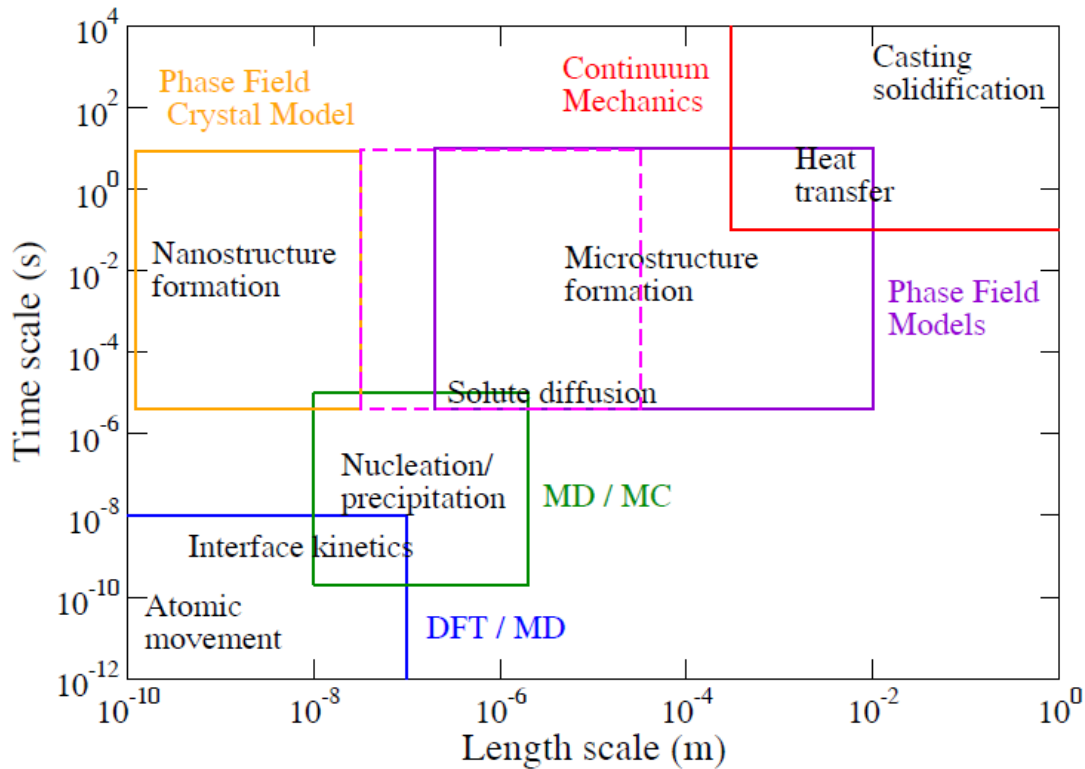 10^4
10^2
10^0
10^-2
10^-4
10^-6
10^-8
10^-10
10^-12
Time scale (s)
Phase Field
Crystal Model
Continuum
Mechanics
Casting
solidification
Heat
transfer
Nanostructure
formation
Microstructure
formation
Phase Field
Models
Solute diffusion
Nucleation/
precipitation
MD / MC
Interface kinetics
Atomic
movement
DFT / MD
10^-10
10^-8
10^-6
10^-4
10^-2
10^0
Length scale (m)